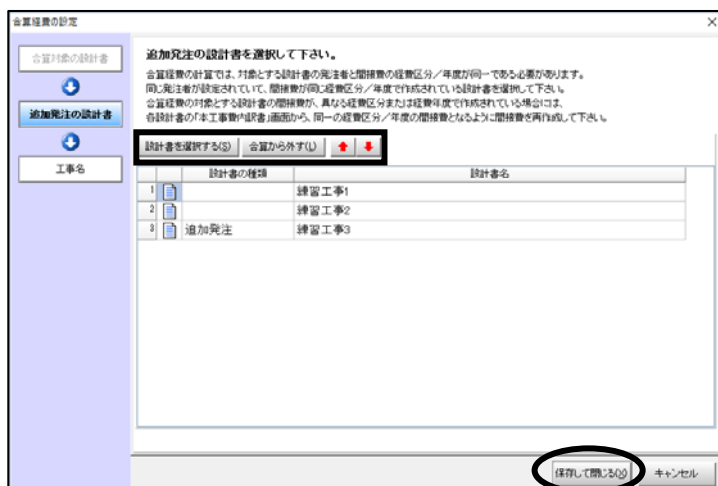 合算経費の設定
合算対象の設計書
追加発注の設計書
工事名
追加発注の設計書を選択して下さい。
合算経費の計算では、対象とする設計書の発注者と間接費の経費区分／年度が同一である必要があります。
同じ発注者が設定されていて、間接費が同じ経費区分／年度で作成されている設計書を選択して下さい。
合算経費の対象とする設計書の間接費が、異なる経費区分または経費年度で作成されている場合には、
各設計書の「本工事費内訳書」画面から、同一の経費区分／年度の間接費となるように間接費を再作成して下さい。
設計書を選択する(S) 合算から外す(L)
設計書の種類 設計書名
1 練習工事1
2 練習工事2
3 追加発注 練習工事3
保存して閉じる(X) キャンセル